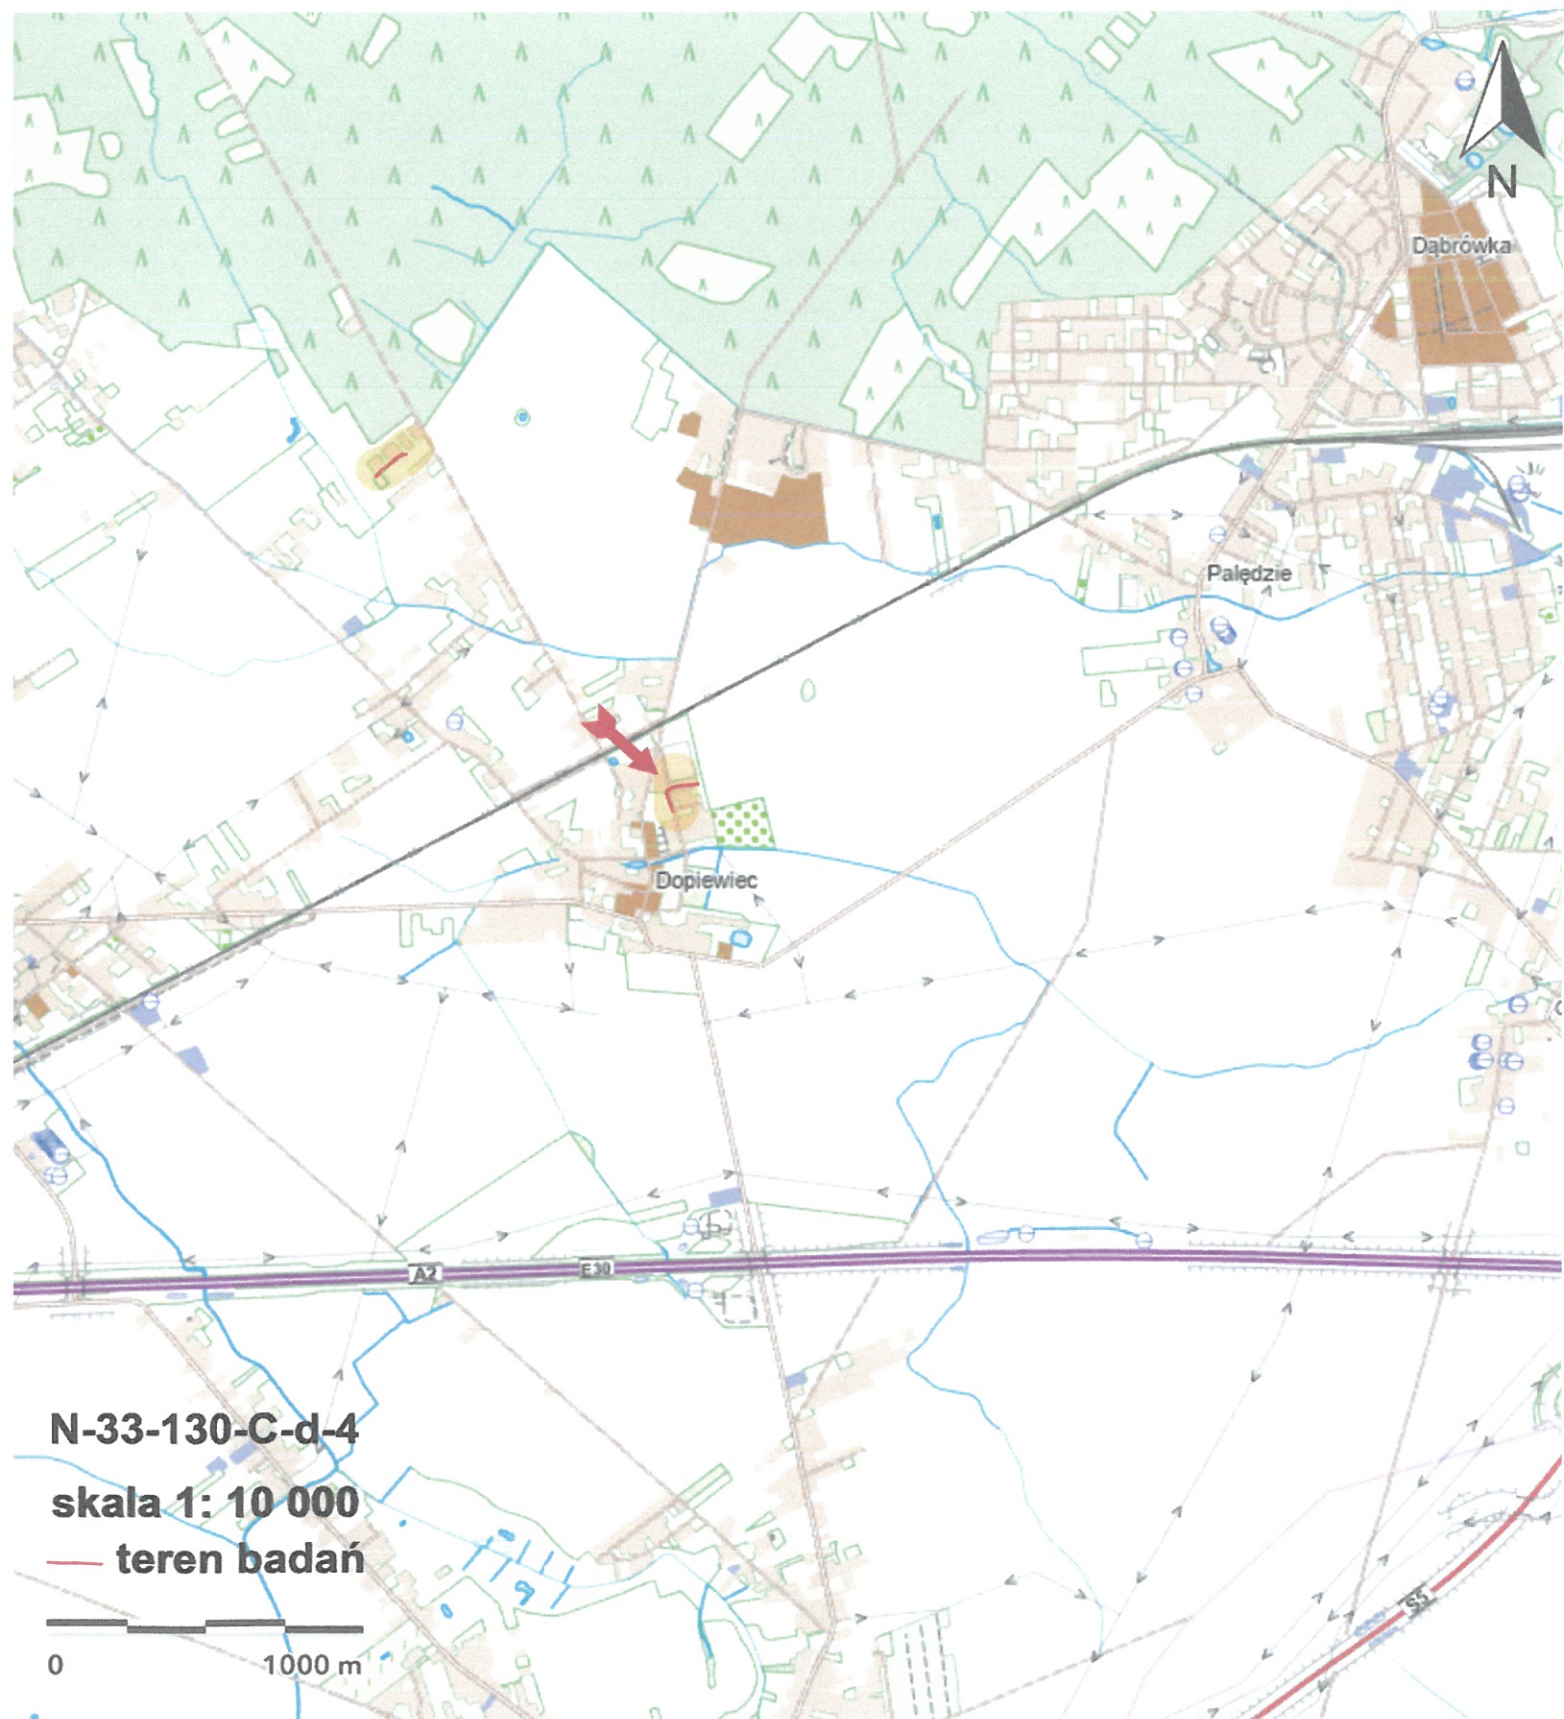 N
Dąbrówka
Palędzie
Dopiewiec
A2
E30
N-33-130-C-d-4
skala 1: 10 000
teren badań
S5
0 1000 m